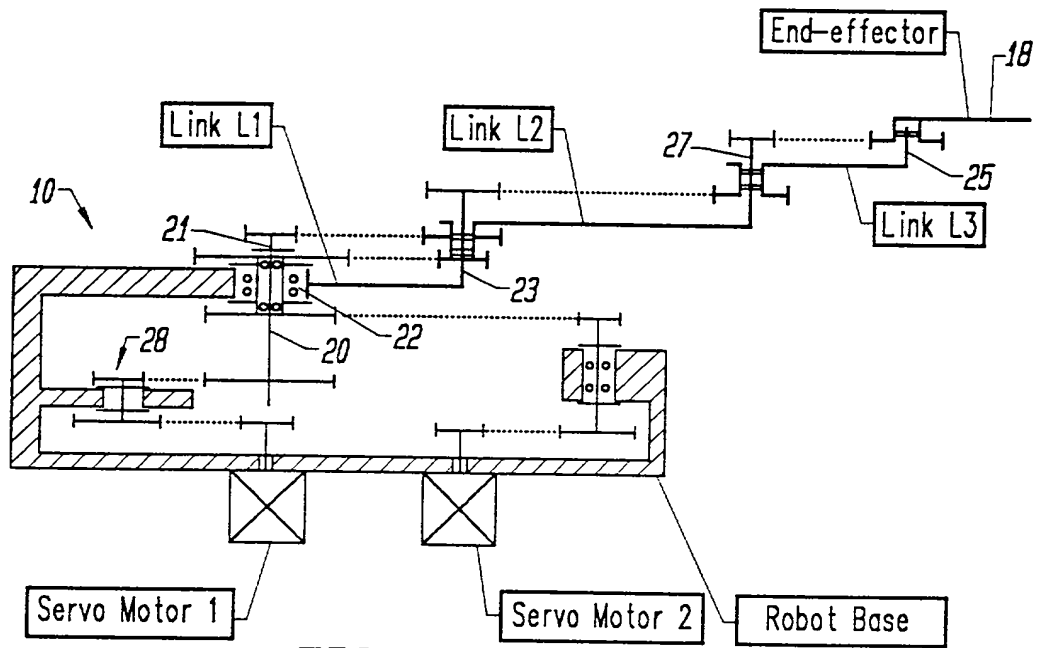 End-effector
18
Link L1
Link L2
27
25
10
21
Link L3
23
22
28
20
Servo Motor 1
Servo Motor 2
Robot Base